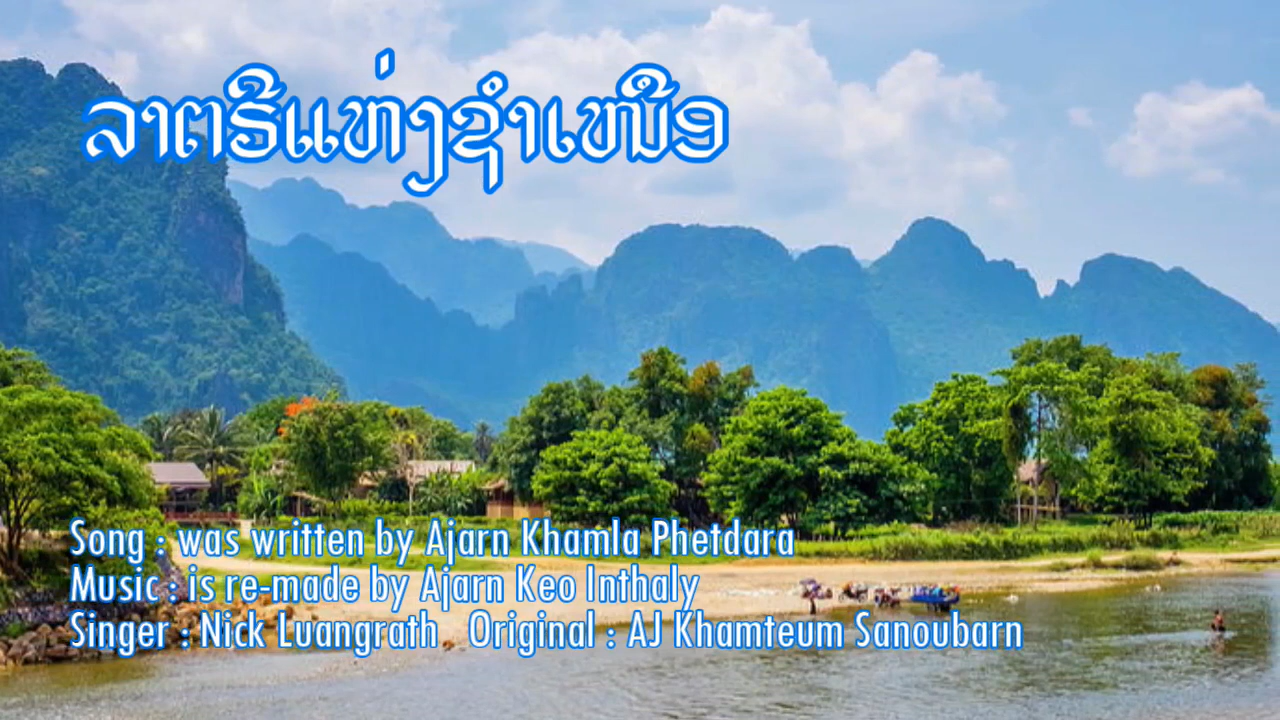 ລາຕຣີແຫ່ງຊຳເໜືອ
Song : was written by Ajarn Khamla Phetdara
Music : is re-made by Ajarn Keo Inthaly
Singer : Nick Luangrath Original : AJ Khamteum Sanoubarn